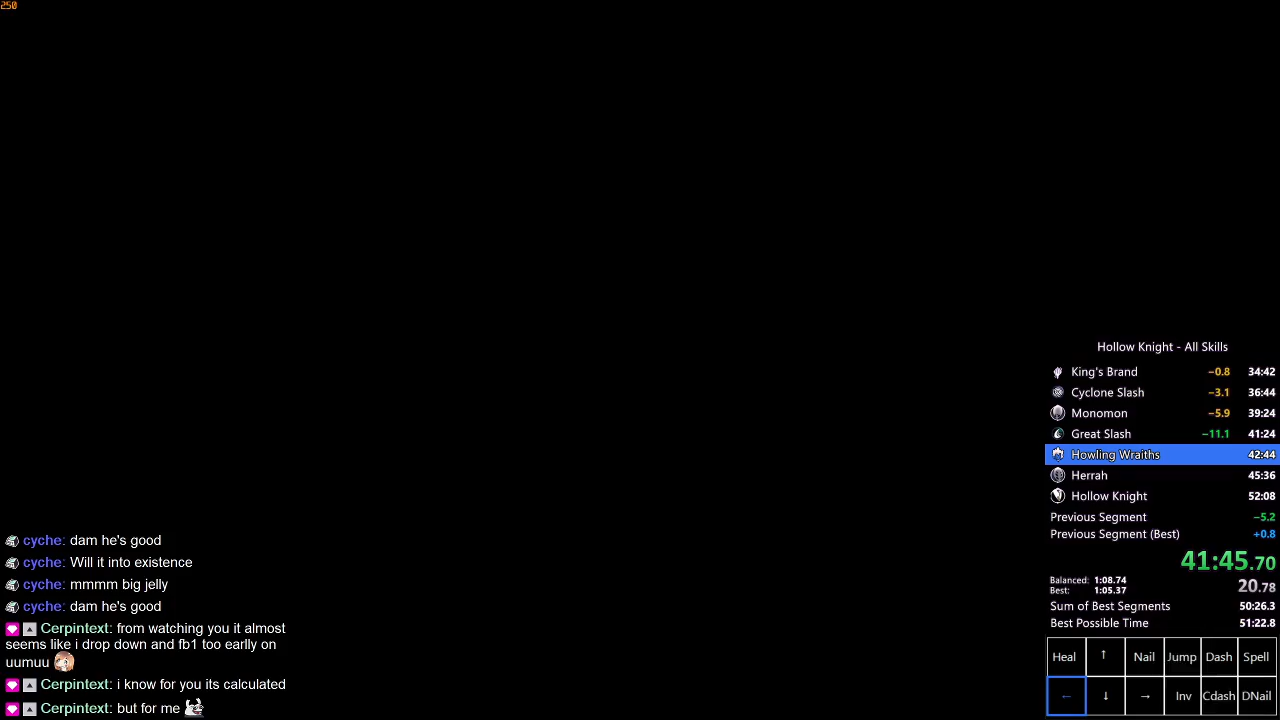 250
Hollow Knight - All Skills
King's Brand −0.8 34:42
Cyclone Slash −3.1 36:44
Monomon −5.9 39:24
Great Slash −11.1 41:24
Howling Wraiths 42:44
Herrah 45:36
Hollow Knight 52:08
Previous Segment −5.2
Previous Segment (Best) +0.8
41:45.70
Balanced: 1:08.74
Best: 1:05.37
20.78
Sum of Best Segments 50:26.3
Best Possible Time 51:22.8
Heal ↑ Nail Jump Dash Spell
← ↓ → Inv Cdash DNail
cyche: dam he's good
cyche: Will it into existence
cyche: mmmm big jelly
cyche: dam he's good
Cerpintext: from watching you it almost
seems like i drop down and fb1 too earlly on
uumuu
Cerpintext: i know for you its calculated
Cerpintext: but for me